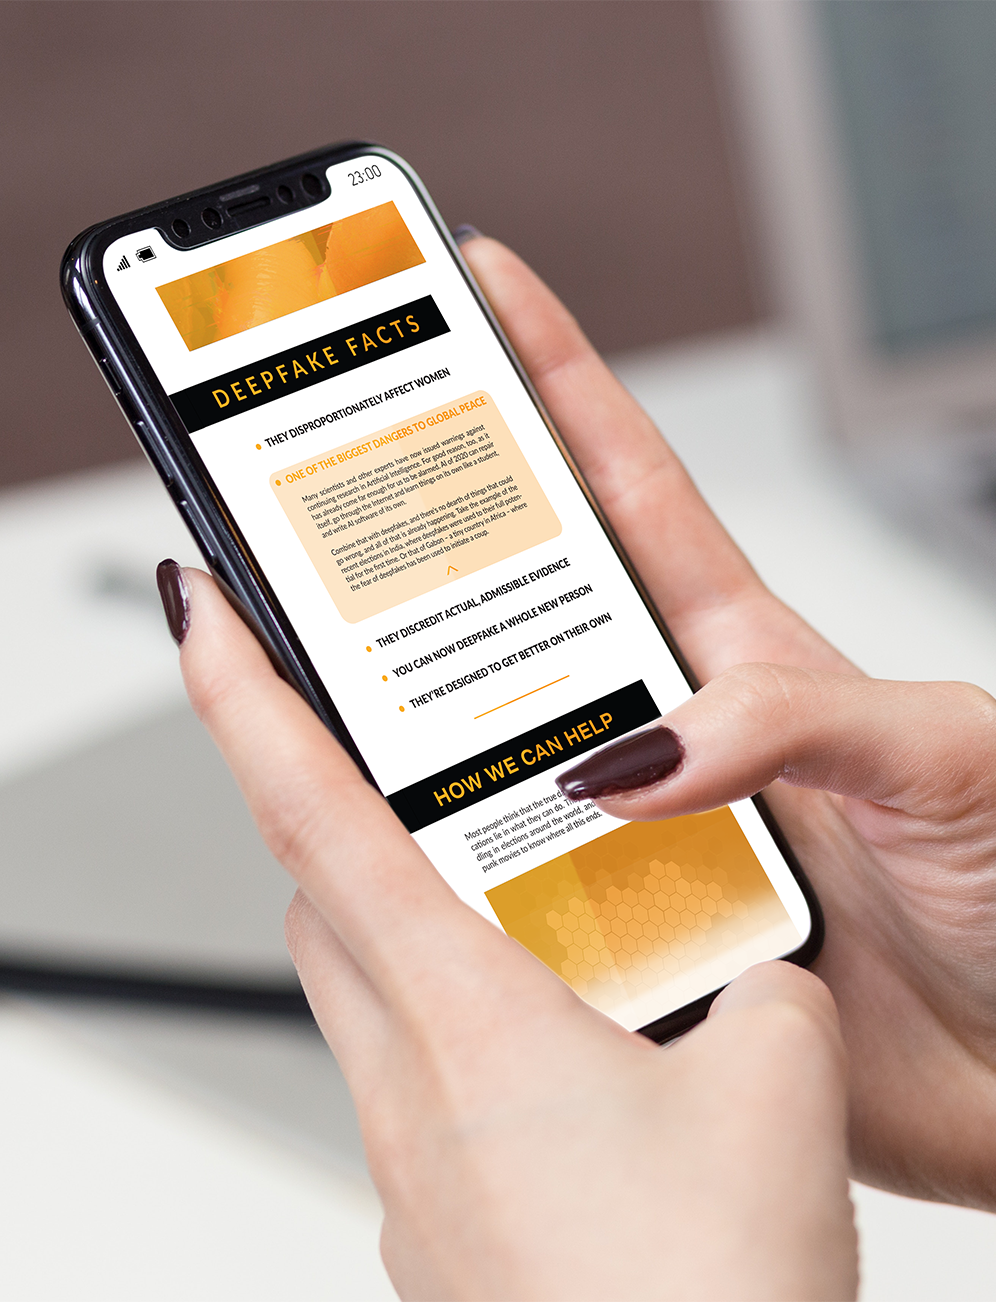 23:00
DEEPFAKE FACTS
THEY DISPROPORTIONATELY AFFECT WOMEN
ONE OF THE BIGGEST DANGERS TO GLOBAL PEACE
Many scientists and other experts have now issued warnings against
continuing research in Artificial Intelligence. For good reason, too, as it
has already come far enough for us to be alarmed. AI of 2020 can repair
itself, go through the Internet and learn things on its own like a student,
and write AI software of its own.
Combine that with deepfakes, and there's no dearth of things that could
go wrong, and all of that is already happening. Take the example of the
recent elections in India, where deepfakes were used to their full poten-
tial for the first time. Or that of Gabon – a tiny country in Africa – where
the fear of deepfakes has been used to initiate a coup.
THEY DISCREDIT ACTUAL, ADMISSIBLE EVIDENCE
YOU CAN NOW DEEPFAKE A WHOLE NEW PERSON
THEY'RE DESIGNED TO GET BETTER ON THEIR OWN
HOW WE CAN HELP
Most people think that the true
cations lie in what they can do.
dling in elections around the world, and
punk movies to know where all this ends.